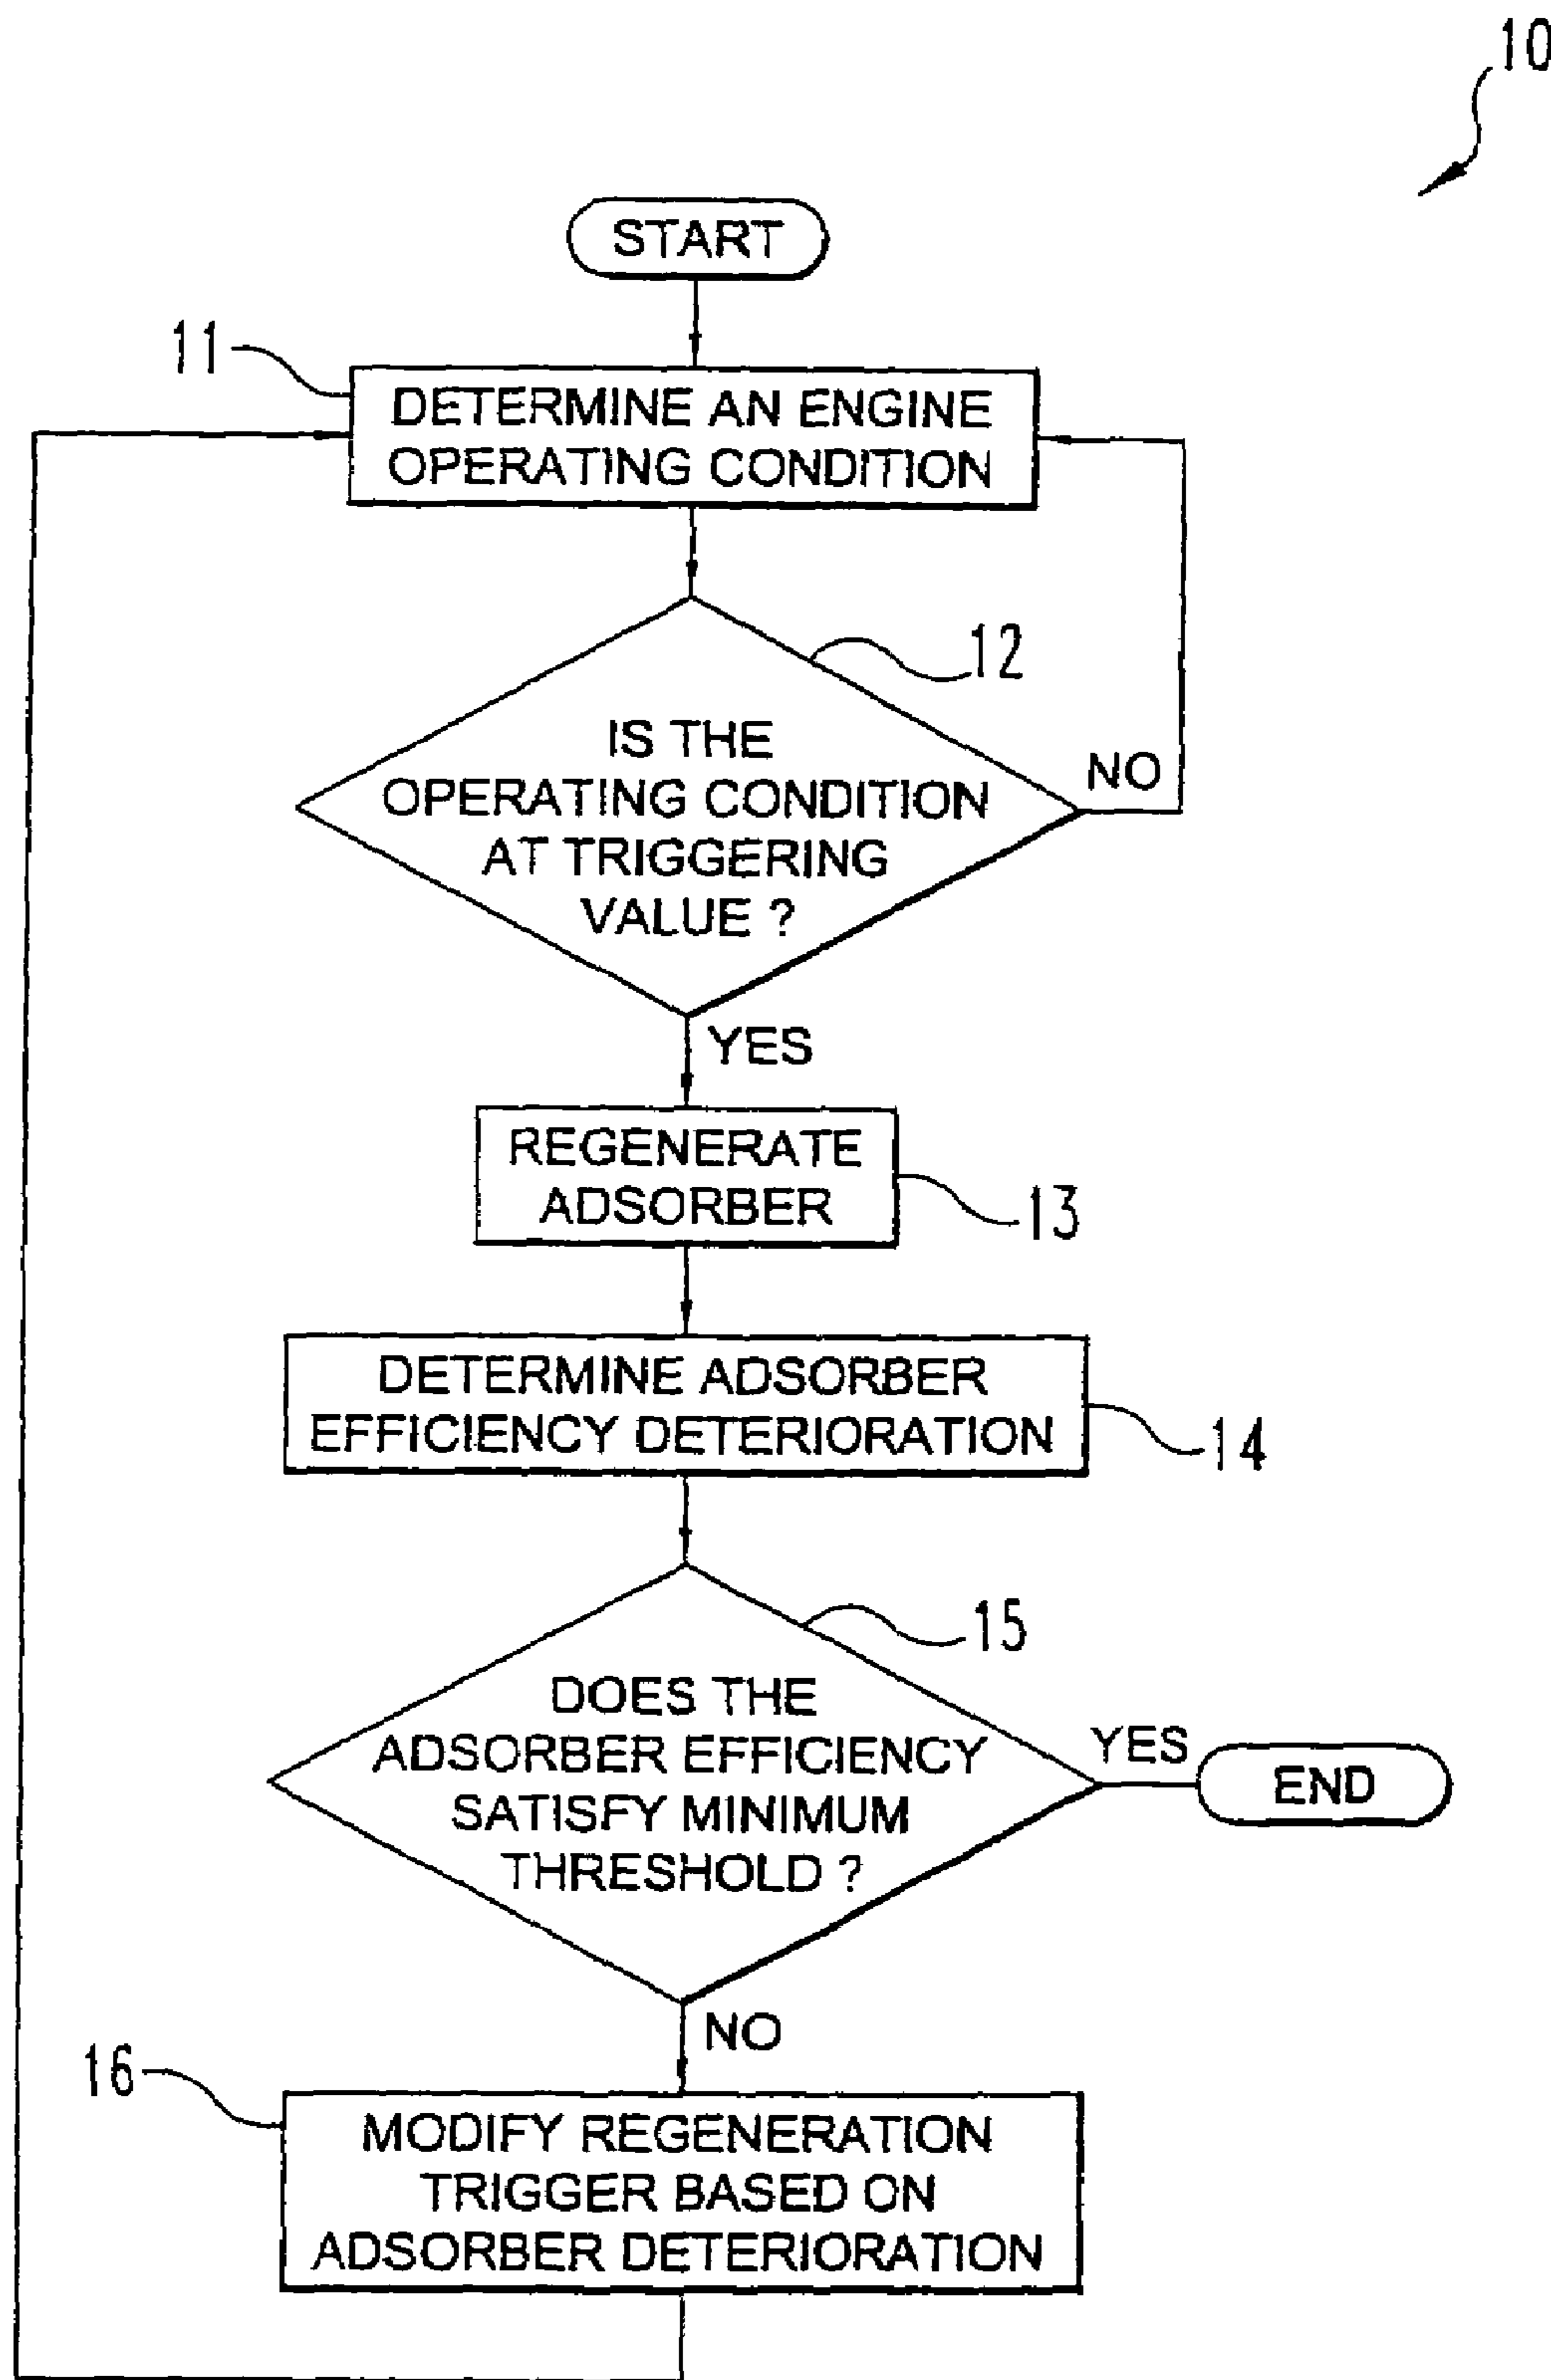 10
START
11
DETERMINE AN ENGINE
OPERATING CONDITION
12
IS THE
OPERATING CONDITION
AT TRIGGERING
VALUE ?
NO
YES
REGENERATE
ADSORBER
13
DETERMINE ADSORBER
EFFICIENCY DETERIORATION
14
15
DOES THE
ADSORBER EFFICIENCY
SATISFY MINIMUM
THRESHOLD ?
YES
END
NO
16
MODIFY REGENERATION
TRIGGER BASED ON
ADSORBER DETERIORATION